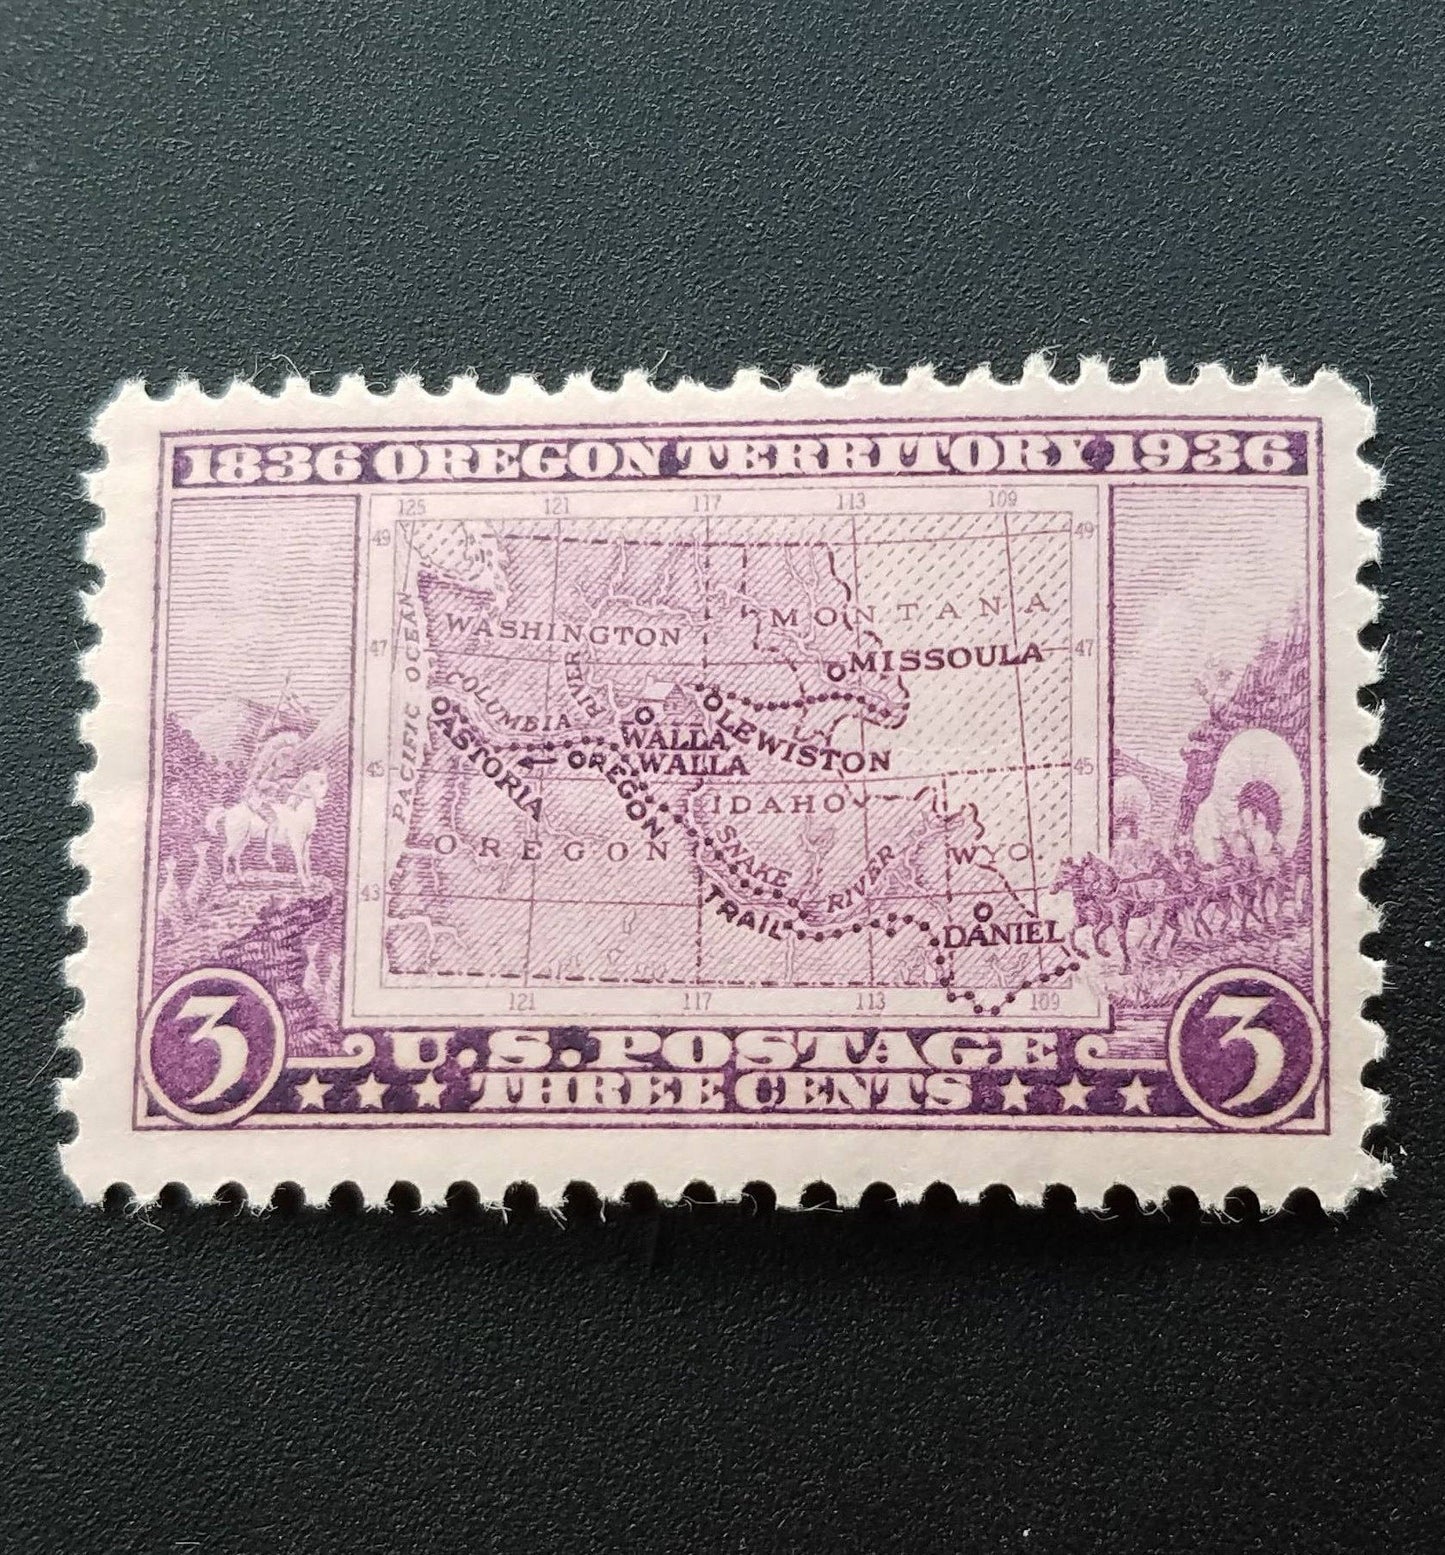 1836 OREGON TERRITORY 1936
125 121 117 113 109
49 49
WASHINGTON
MONTANA
47 47
MISSOULA
PACIFIC OCEAN
COLUMBIA RIVER
ASTORIA
WALLA
WALLA
LEWISTON
OREGON TRAIL
45 45
IDAHO
OREGON
SNAKE RIVER
WYO.
43
DANIEL
121 117 113 109
3 U.S. POSTAGE 3
THREE CENTS